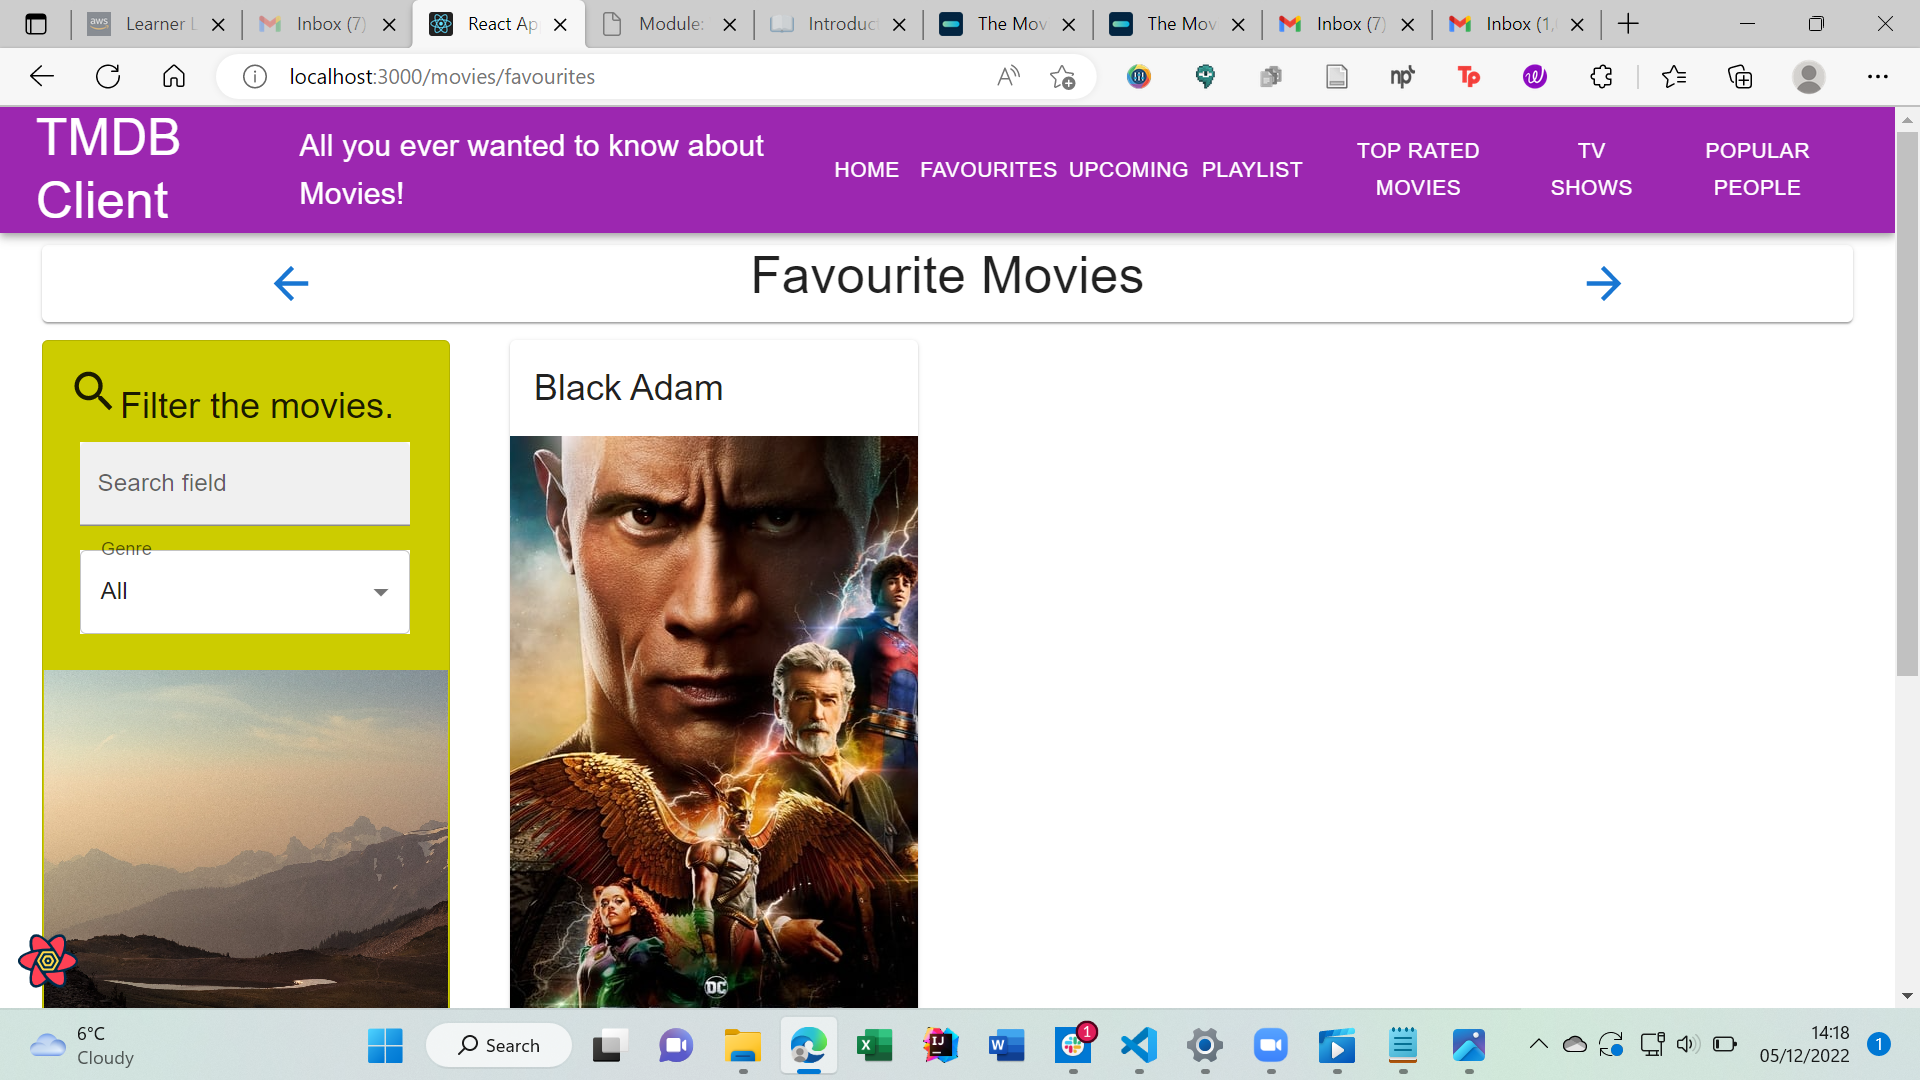 aws
Learner L
Inbox (7)
React Ap
Module:
Introduc
The Mov
The Mov
Inbox (7)
Inbox (1,
localhost:3000/movies/favourites
TMDB
Client
All you ever wanted to know about
Movies!
HOME
FAVOURITES
UPCOMING
PLAYLIST
TOP RATED
MOVIES
TV
SHOWS
POPULAR
PEOPLE
Favourite Movies
Filter the movies.
Search field
Genre
All
Black Adam
DC
6°C
Cloudy
Search
1
14:18
05/12/2022
1